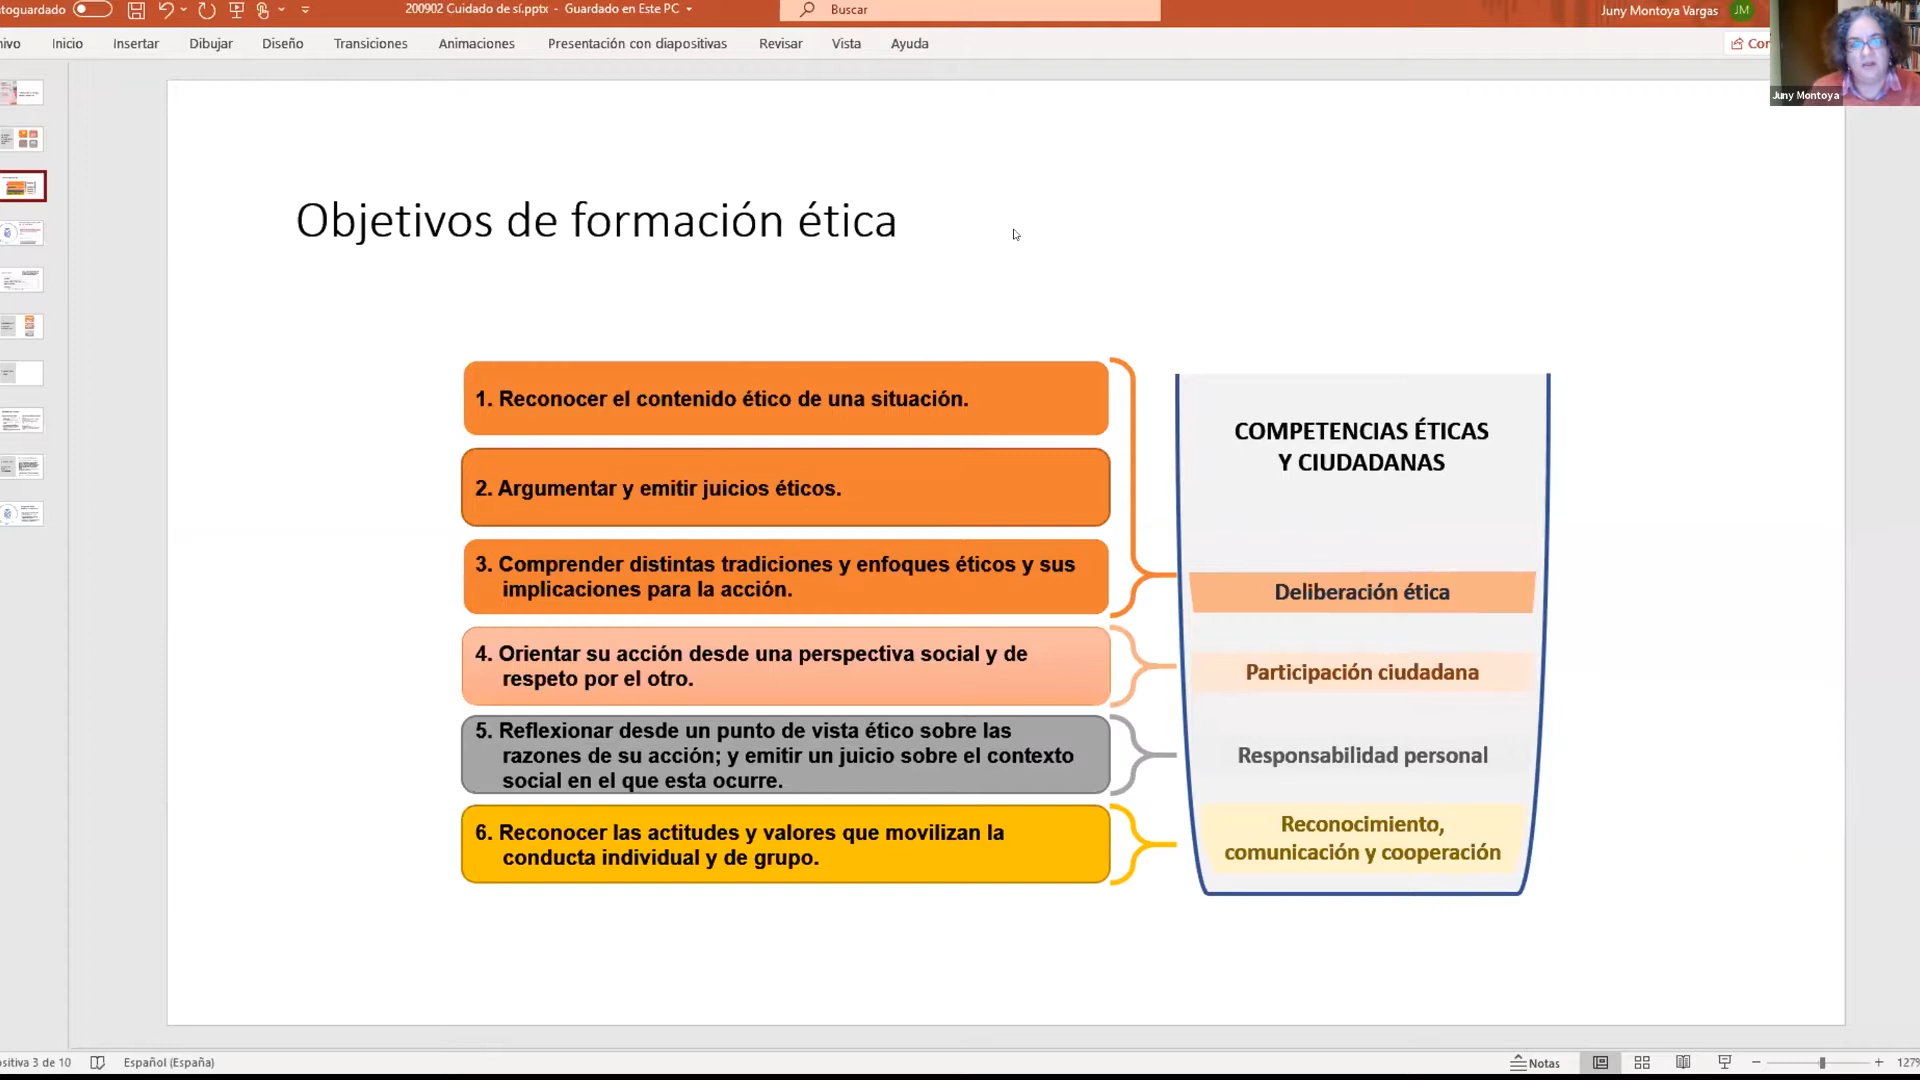 toguardado
200902 Cuidado de sí.pptx - Guardado en Este PC
Buscar
Juny Montoya Vargas
JM
ivo Inicio Insertar Dibujar Diseño Transiciones Animaciones Presentación con diapositivas Revisar Vista Ayuda
Cor
Juny Montoya
Objetivos de formación ética
1. Reconocer el contenido ético de una situación.
2. Argumentar y emitir juicios éticos.
3. Comprender distintas tradiciones y enfoques éticos y sus
implicaciones para la acción.
4. Orientar su acción desde una perspectiva social y de
respeto por el otro.
5. Reflexionar desde un punto de vista ético sobre las
razones de su acción; y emitir un juicio sobre el contexto
social en el que esta ocurre.
6. Reconocer las actitudes y valores que movilizan la
conducta individual y de grupo.
COMPETENCIAS ÉTICAS
Y CIUDADANAS
Deliberación ética
Participación ciudadana
Responsabilidad personal
Reconocimiento,
comunicación y cooperación
ositiva 3 de 10
Español (España)
Notas
127%